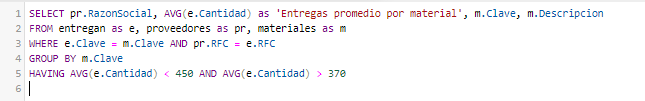 1 SELECT pr.RazonSocial, AVG(e.Cantidad) as 'Entregas promedio por material', m.Clave, m.Descripcion
2 FROM entregan as e, proveedores as pr, materiales as m
3 WHERE e.Clave = m.Clave AND pr.RFC = e.RFC
4 GROUP BY m.Clave
5 HAVING AVG(e.Cantidad) < 450 AND AVG(e.Cantidad) > 370
6